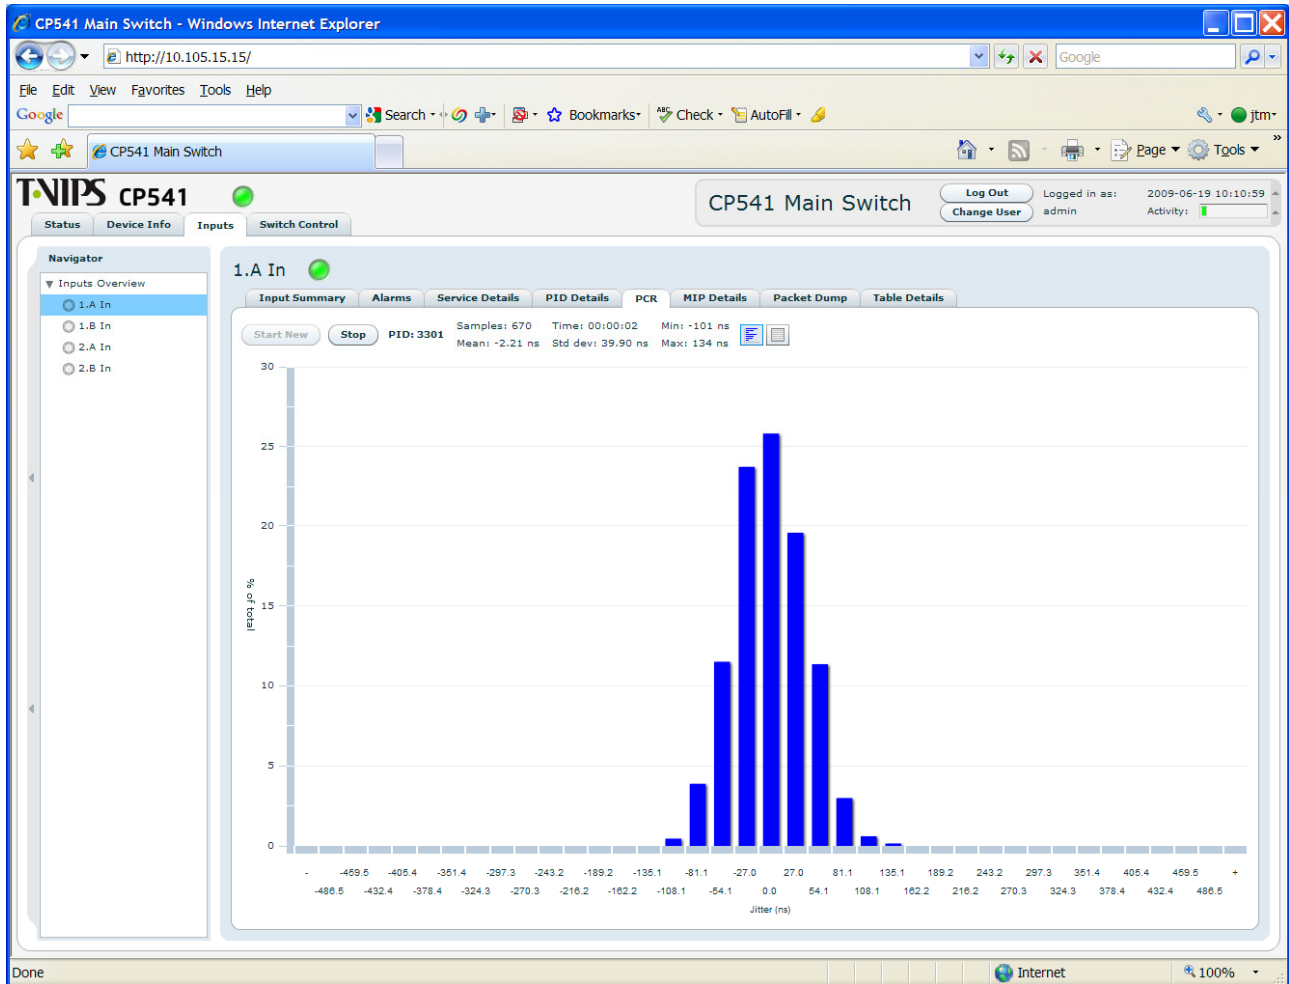 CP541 Main Switch - Windows Internet Explorer
http://10.105.15.15/
Google
File Edit View Favorites Tools Help
Google Search Bookmarks ABC Check AutoFill jtm
CP541 Main Switch Page Tools »
T-VIPS CP541
CP541 Main Switch
Log Out Logged in as: 2009-06-19 10:10:59
Change User admin Activity:
Status Device Info Inputs Switch Control
Navigator
Inputs Overview
1.A In
1.B In
2.A In
2.B In
1.A In
Input Summary Alarms Service Details PID Details PCR MIP Details Packet Dump Table Details
Start New Stop PID: 3301
Samples: 670 Time: 00:00:02 Min: -101 ns
Mean: -2.21 ns Std dev: 39.90 ns Max: 134 ns
30
25
20
15
10
5
0
% of total
- -459.5 -405.4 -351.4 -297.3 -243.2 -189.2 -135.1 -81.1 -27.0 27.0 81.1 135.1 189.2 243.2 297.3 351.4 405.4 459.5 +
-486.5 -432.4 -378.4 -324.3 -270.3 -216.2 -162.2 -108.1 -54.1 0.0 54.1 108.1 162.2 216.2 270.3 324.3 378.4 432.4 486.5
Jitter (ns)
Done Internet 100%